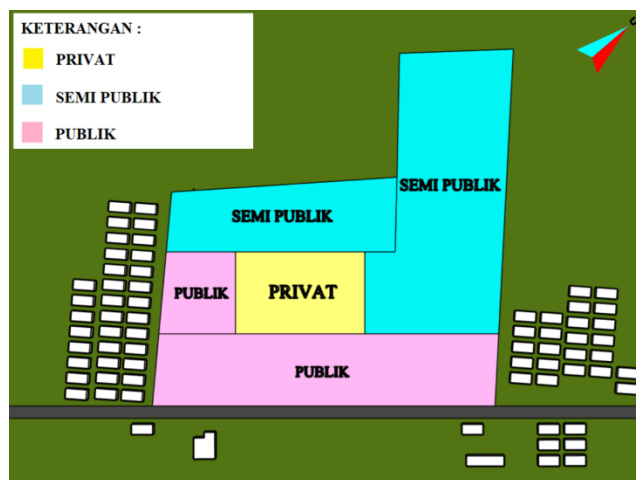 KETERANGAN :
PRIVAT
SEMI PUBLIK
PUBLIK
SEMI PUBLIK
SEMI PUBLIK
PUBLIK
PRIVAT
PUBLIK